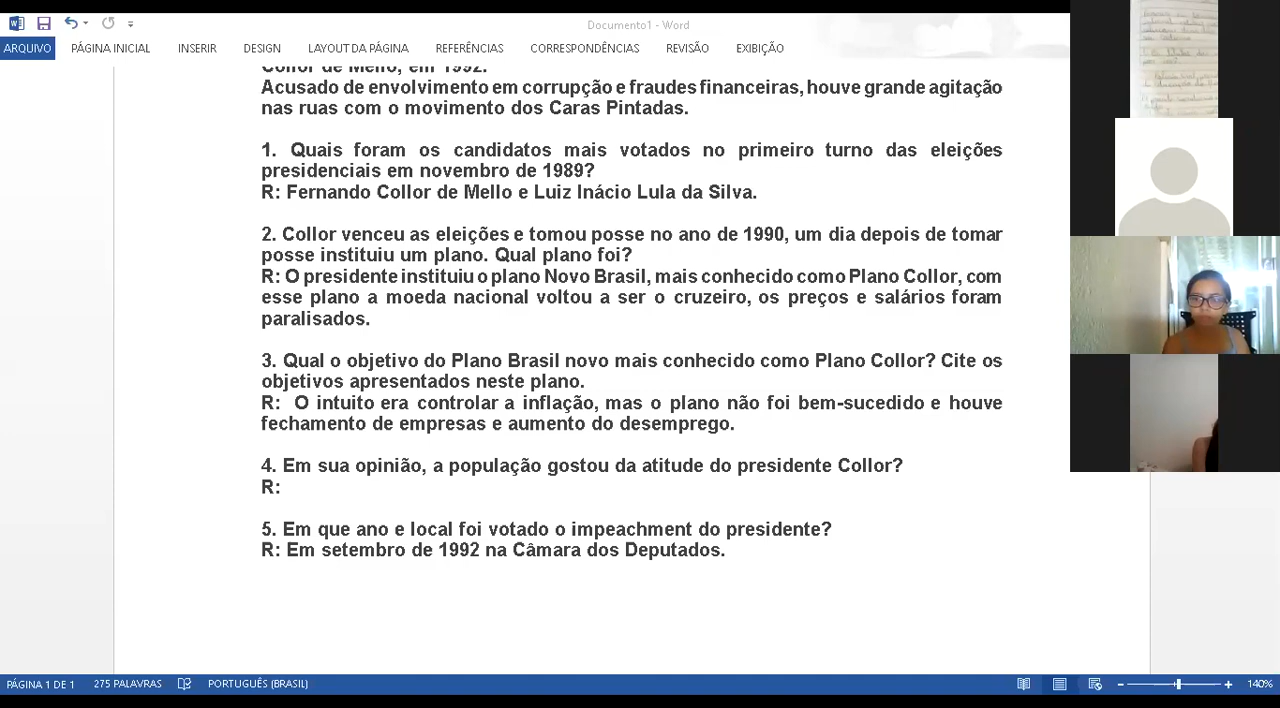 Documento1 - Word
ARQUIVO PÁGINA INICIAL INSERIR DESIGN LAYOUT DA PÁGINA REFERÊNCIAS CORRESPONDÊNCIAS REVISÃO EXIBIÇÃO
Collor de Mello, em 1992.
Acusado de envolvimento em corrupção e fraudes financeiras, houve grande agitação
nas ruas com o movimento dos Caras Pintadas.
1. Quais foram os candidatos mais votados no primeiro turno das eleições
presidenciais em novembro de 1989?
R: Fernando Collor de Mello e Luiz Inácio Lula da Silva.
2. Collor venceu as eleições e tomou posse no ano de 1990, um dia depois de tomar
posse instituiu um plano. Qual plano foi?
R: O presidente instituiu o plano Novo Brasil, mais conhecido como Plano Collor, com
esse plano a moeda nacional voltou a ser o cruzeiro, os preços e salários foram
paralisados.
3. Qual o objetivo do Plano Brasil novo mais conhecido como Plano Collor? Cite os
objetivos apresentados neste plano.
R: O intuito era controlar a inflação, mas o plano não foi bem-sucedido e houve
fechamento de empresas e aumento do desemprego.
4. Em sua opinião, a população gostou da atitude do presidente Collor?
R:
5. Em que ano e local foi votado o impeachment do presidente?
R: Em setembro de 1992 na Câmara dos Deputados.
PÁGINA 1 DE 1 275 PALAVRAS PORTUGUÊS (BRASIL) 140%